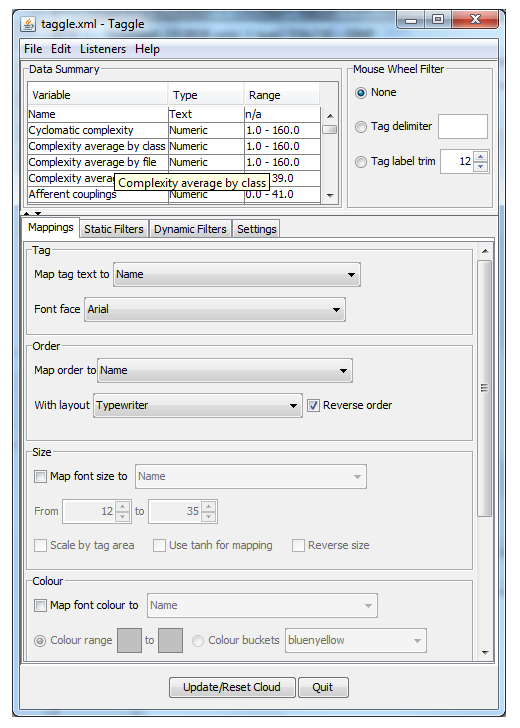 taggle.xml - Taggle
File Edit Listeners Help
Data Summary
Variable Type Range
Name Text n/a
Cyclomatic complexity Numeric 1.0 - 160.0
Complexity average by class Numeric 1.0 - 160.0
Complexity average by file Numeric 1.0 - 160.0
Complexity 39.0
Complexity average by class
Afferent couplings Numeric 0.0 - 41.0
Mouse Wheel Filter
None
Tag delimiter
Tag label trim 12
Mappings Static Filters Dynamic Filters Settings
Tag
Map tag text to Name
Font face Arial
Order
Map order to Name
With layout Typewriter Reverse order
Size
Map font size to Name
From 12 to 35
Scale by tag area Use tanh for mapping Reverse size
Colour
Map font colour to Name
Colour range to Colour buckets bluenyellow
Update/Reset Cloud Quit